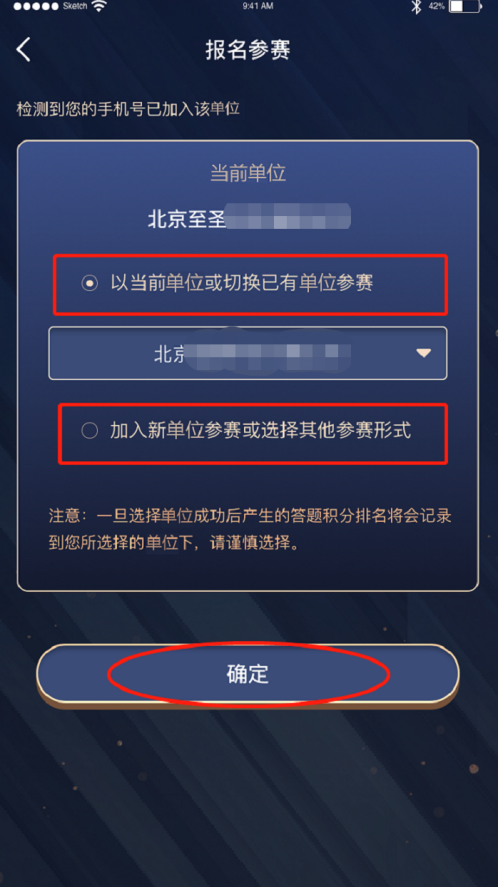 Sketch 9:41 AM 42%
报名参赛
检测到您的手机号已加入该单位
当前单位
北京至圣
以当前单位或切换已有单位参赛
北京
加入新单位参赛或选择其他参赛形式
注意：一旦选择单位成功后产生的答题积分排名将会记录
到您所选择的单位下，请谨慎选择。
确定